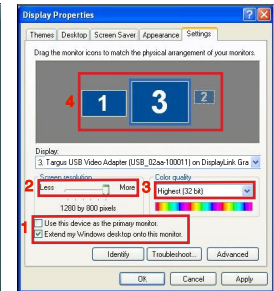 Display Properties
Themes Desktop Screen Saver Appearance Settings
Drag the monitor icons to match the physical arrangement of your monitors.
4
1 3 2
Display:
3, Targus USB Video Adapter (USB_02aa-100011) on DisplayLink Gra
Screen resolution
Color quality
2 Less More
3 Highest (32 bit)
1280 by 800 pixels
1
Use this device as the primary monitor.
Extend my Windows desktop onto this monitor.
Identify Troubleshoot... Advanced
OK Cancel Apply